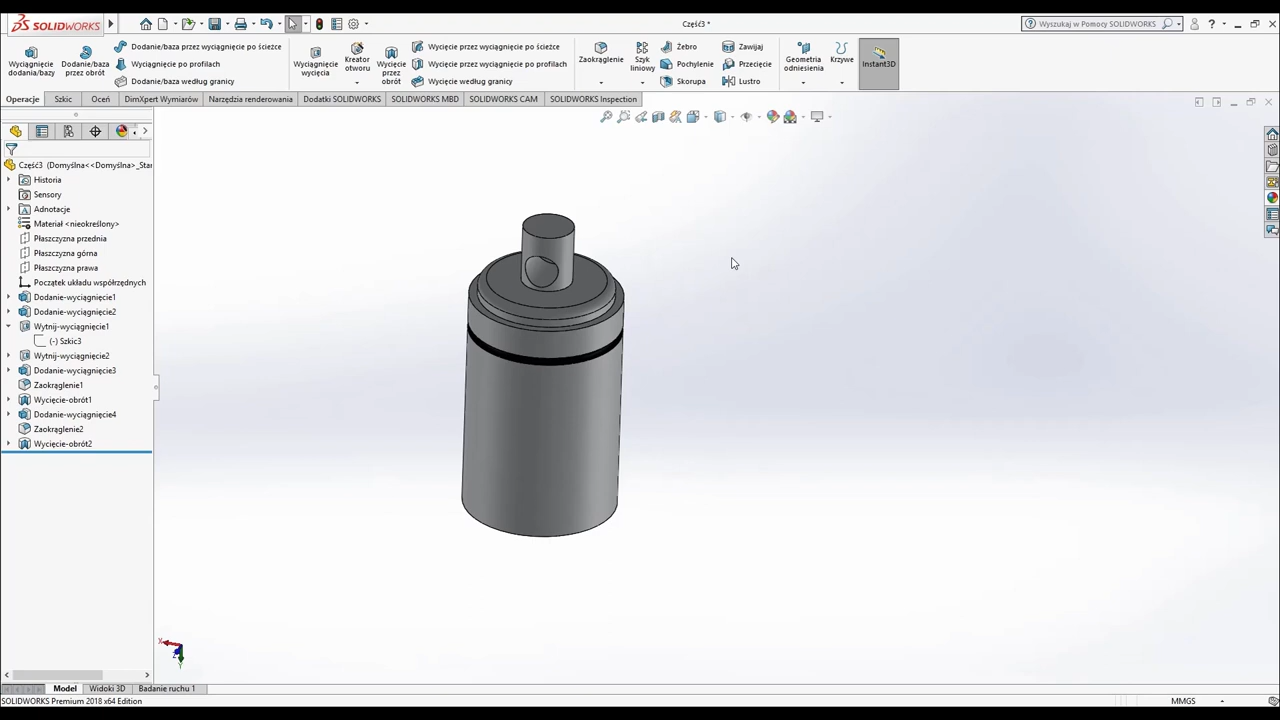 SOLIDWORKS
Część3 *
Wyszukaj w Pomocy SOLIDWORKS
Wyciągnięcie dodania/bazy
Dodanie/baza przez obrót
Dodanie/baza przez wyciągnięcie po ścieżce
Wyciągnięcie po profilach
Dodanie/baza według granicy
Wyciągnięcie wycięcia
Kreator otworu
Wycięcie przez obrót
Wycięcie przez wyciągnięcie po ścieżce
Wycięcie przez wyciągnięcie po profilach
Wycięcie według granicy
Zaokrąglenie
Szyk liniowy
Żebro
Pochylenie
Skorupa
Zawijaj
Przecięcie
Lustro
Geometria odniesienia
Krzywe
Instant3D
Operacje Szkic Oceń DimXpert Wymiarów Narzędzia renderowania Dodatki SOLIDWORKS SOLIDWORKS MBD SOLIDWORKS CAM SOLIDWORKS Inspection
Część3 (Domyślna<<Domyślna>_Star
Historia
Sensory
Adnotacje
Materiał <nieokreślony>
Płaszczyzna przednia
Płaszczyzna górna
Płaszczyzna prawa
Początek układu współrzędnych
Dodanie-wyciągnięcie1
Dodanie-wyciągnięcie2
Wytnij-wyciągnięcie1
(-) Szkic3
Wytnij-wyciągnięcie2
Dodanie-wyciągnięcie3
Zaokrąglenie1
Wycięcie-obrót1
Dodanie-wyciągnięcie4
Zaokrąglenie2
Wycięcie-obrót2
X
Z
Y
Model Widoki 3D Badanie ruchu 1
SOLIDWORKS Premium 2018 x64 Edition
MMGS